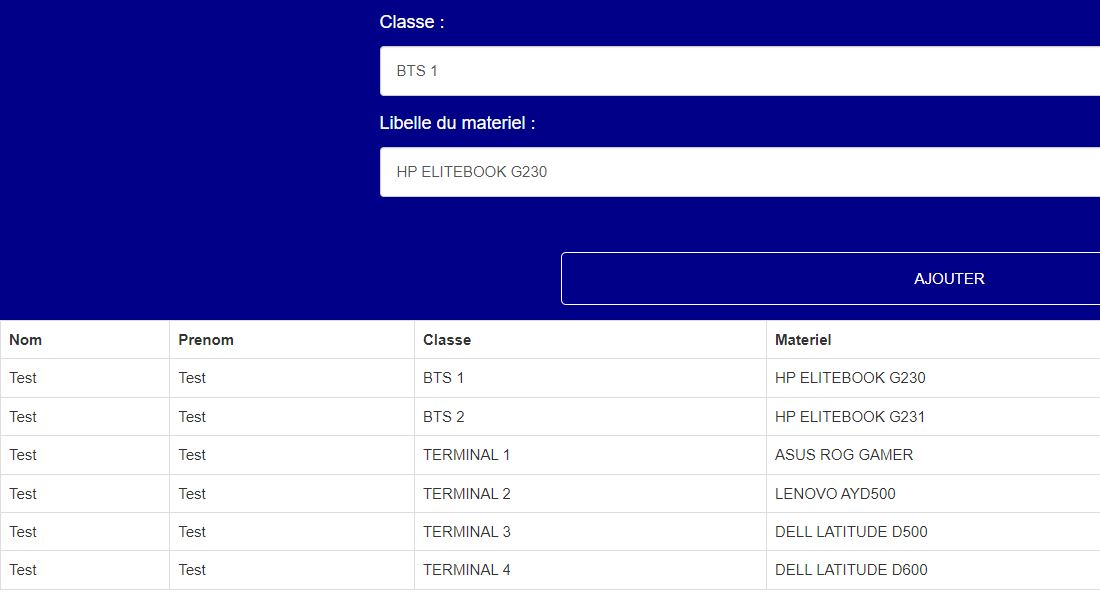 Classe :
BTS 1
Libelle du materiel :
HP ELITEBOOK G230
AJOUTER
Nom Prenom Classe Materiel
Test Test BTS 1 HP ELITEBOOK G230
Test Test BTS 2 HP ELITEBOOK G231
Test Test TERMINAL 1 ASUS ROG GAMER
Test Test TERMINAL 2 LENOVO AYD500
Test Test TERMINAL 3 DELL LATITUDE D500
Test Test TERMINAL 4 DELL LATITUDE D600